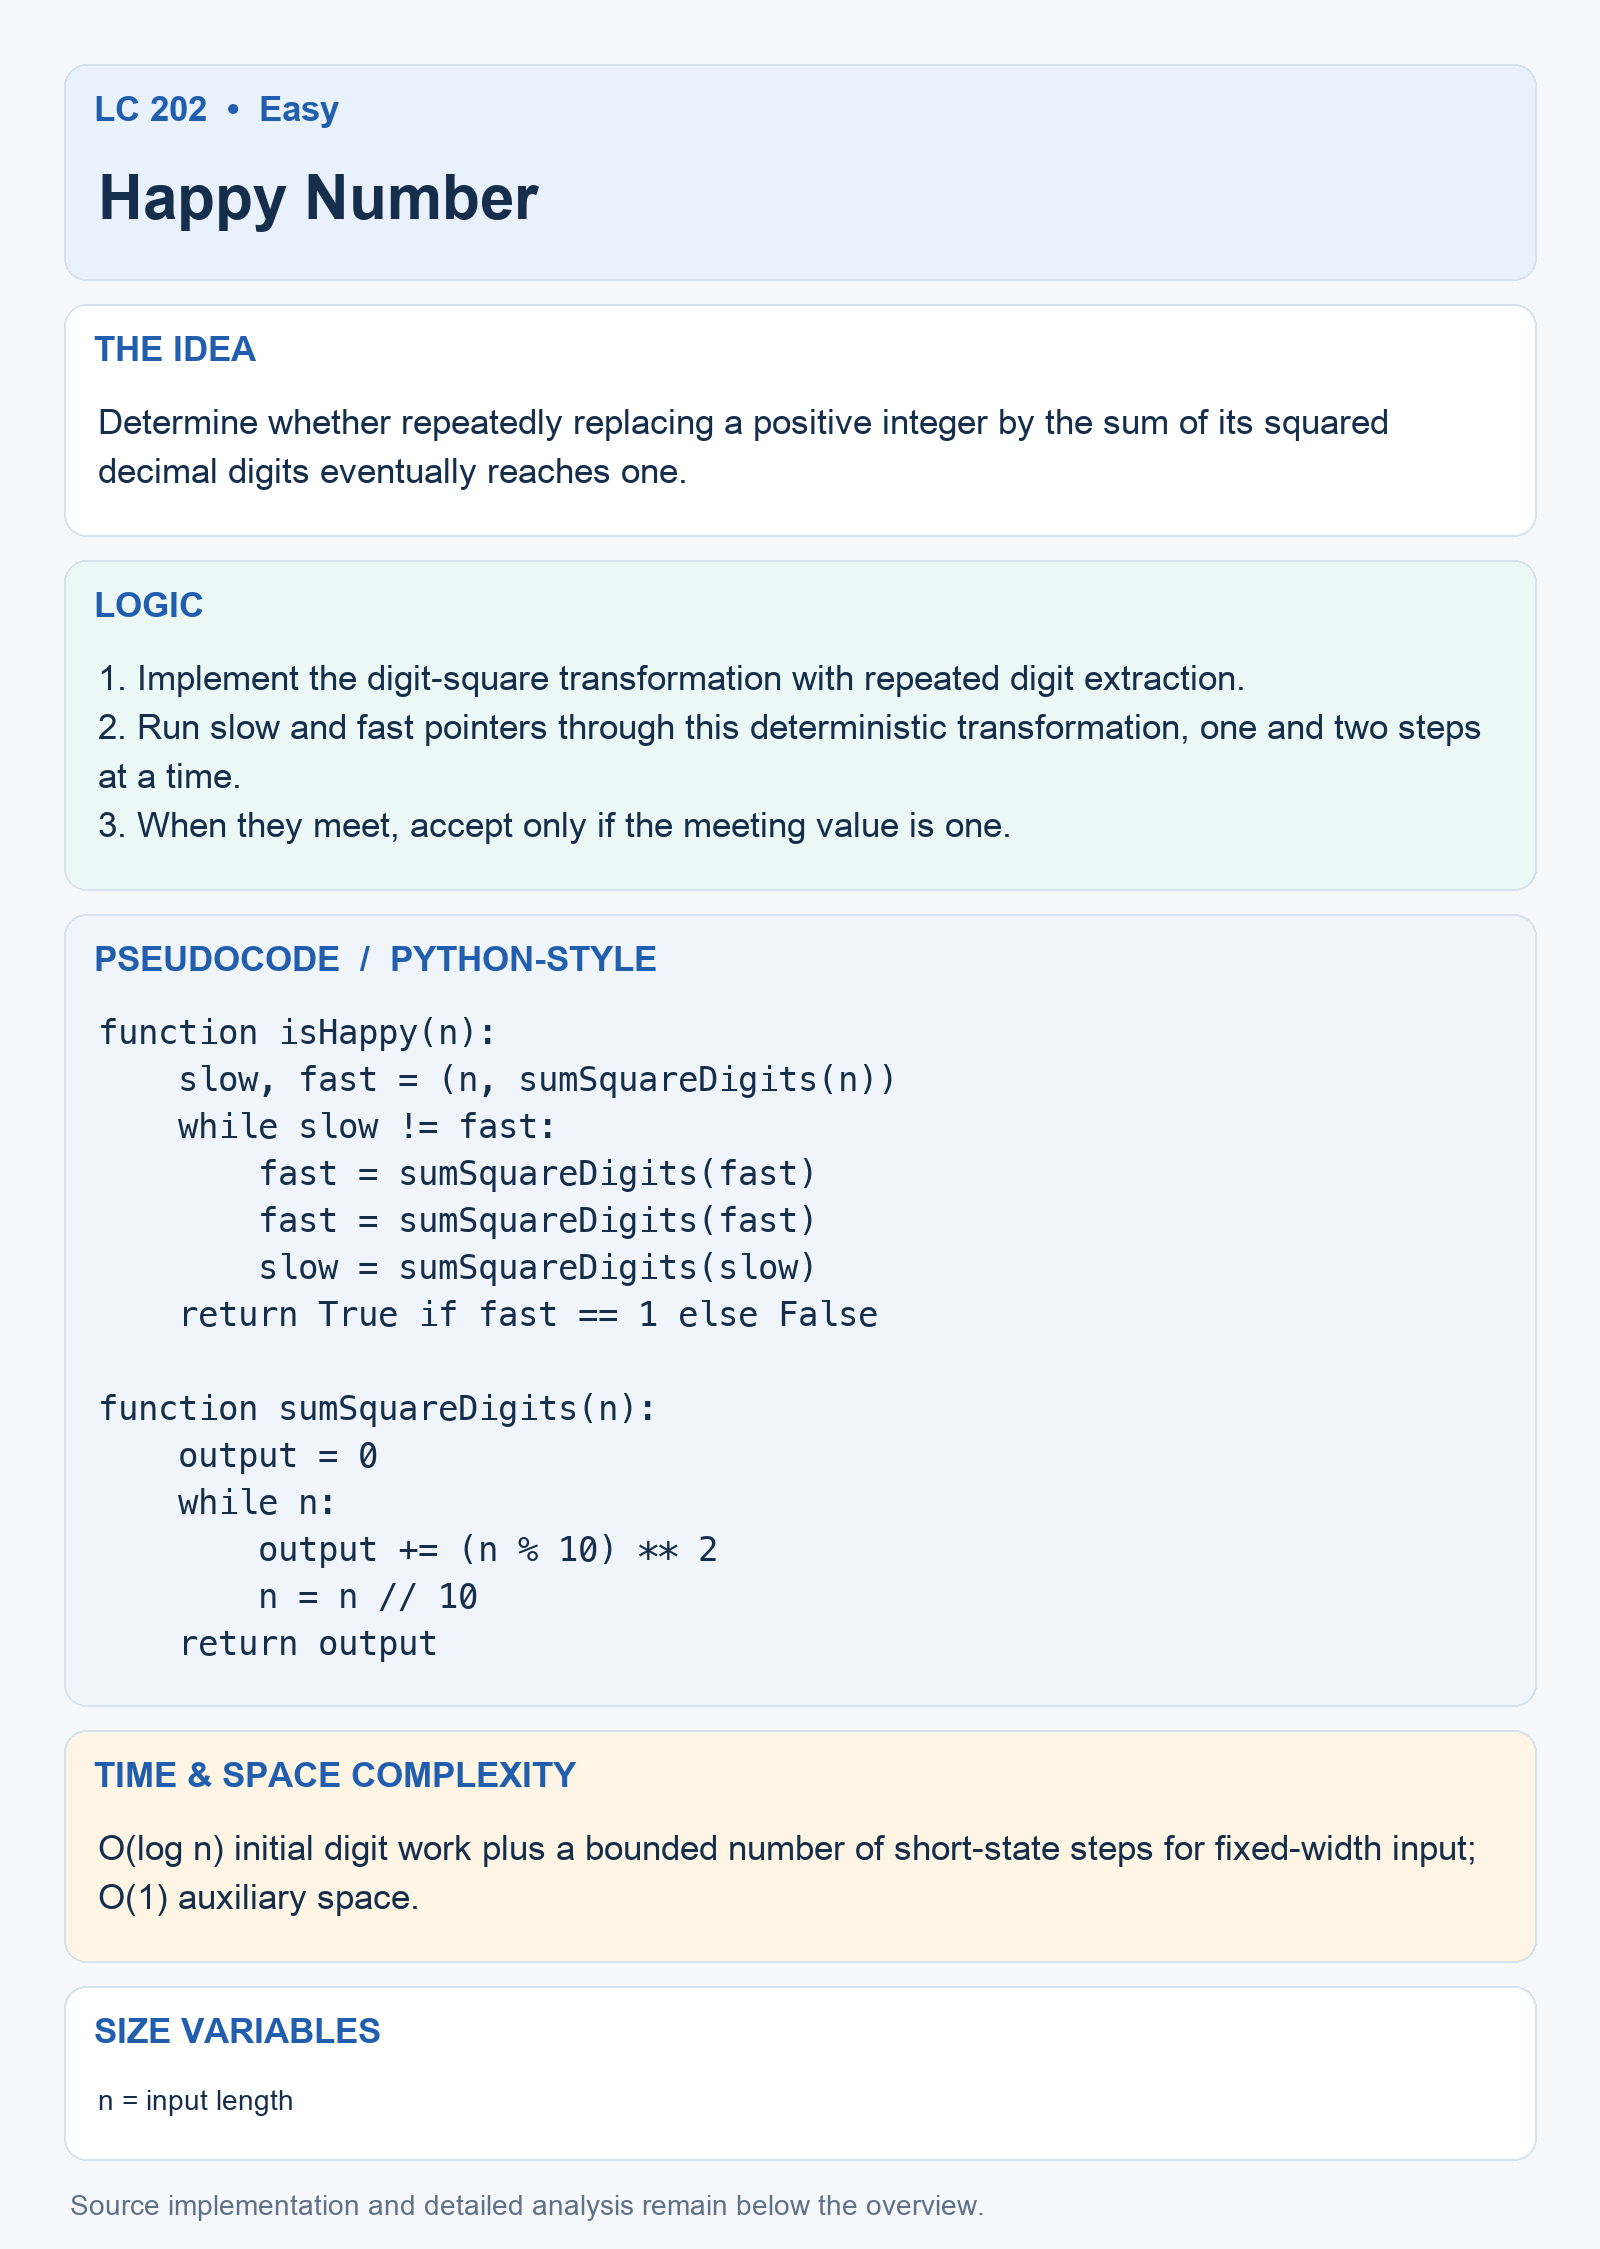 LC 202 • Easy
Happy Number
THE IDEA
Determine whether repeatedly replacing a positive integer by the sum of its squared
decimal digits eventually reaches one.
LOGIC
1. Implement the digit-square transformation with repeated digit extraction.
2. Run slow and fast pointers through this deterministic transformation, one and two steps
at a time.
3. When they meet, accept only if the meeting value is one.
PSEUDOCODE / PYTHON-STYLE
function isHappy(n):
    slow, fast = (n, sumSquareDigits(n))
    while slow != fast:
        fast = sumSquareDigits(fast)
        fast = sumSquareDigits(fast)
        slow = sumSquareDigits(slow)
    return True if fast == 1 else False
function sumSquareDigits(n):
    output = 0
    while n:
        output += (n % 10) ** 2
        n = n // 10
    return output
TIME & SPACE COMPLEXITY
O(log n) initial digit work plus a bounded number of short-state steps for fixed-width input;
O(1) auxiliary space.
SIZE VARIABLES
n = input length
Source implementation and detailed analysis remain below the overview.